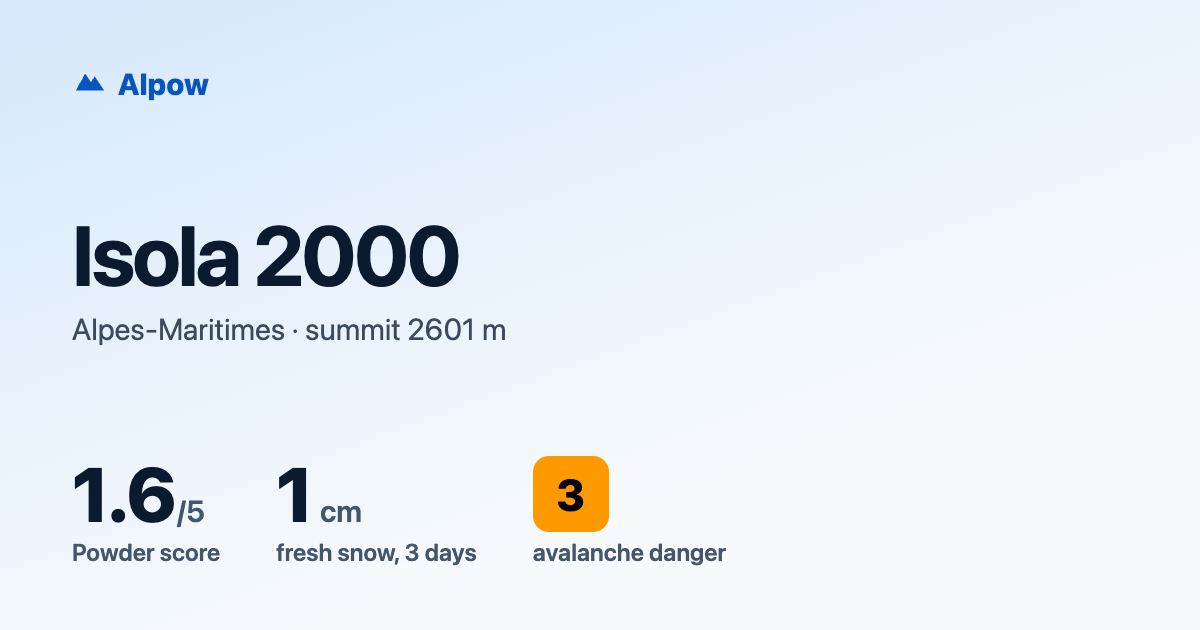 Alpow
Isola 2000
Alpes-Maritimes · summit 2601 m
1.6/5
Powder score
1 cm
fresh snow, 3 days
3
avalanche danger